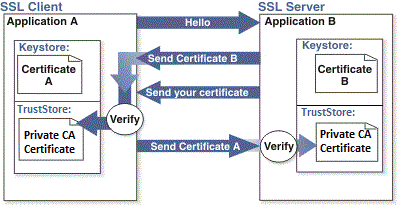 SSL Client
SSL Server
Application A
Hello
Application B
Keystore:
Certificate
A
Send Certificate B
Keystore:
Certificate
B
Send your certificate
TrustStore:
Private CA
Certificate
Verify
TrustStore:
Private CA
Certificate
Send Certificate A
Verify